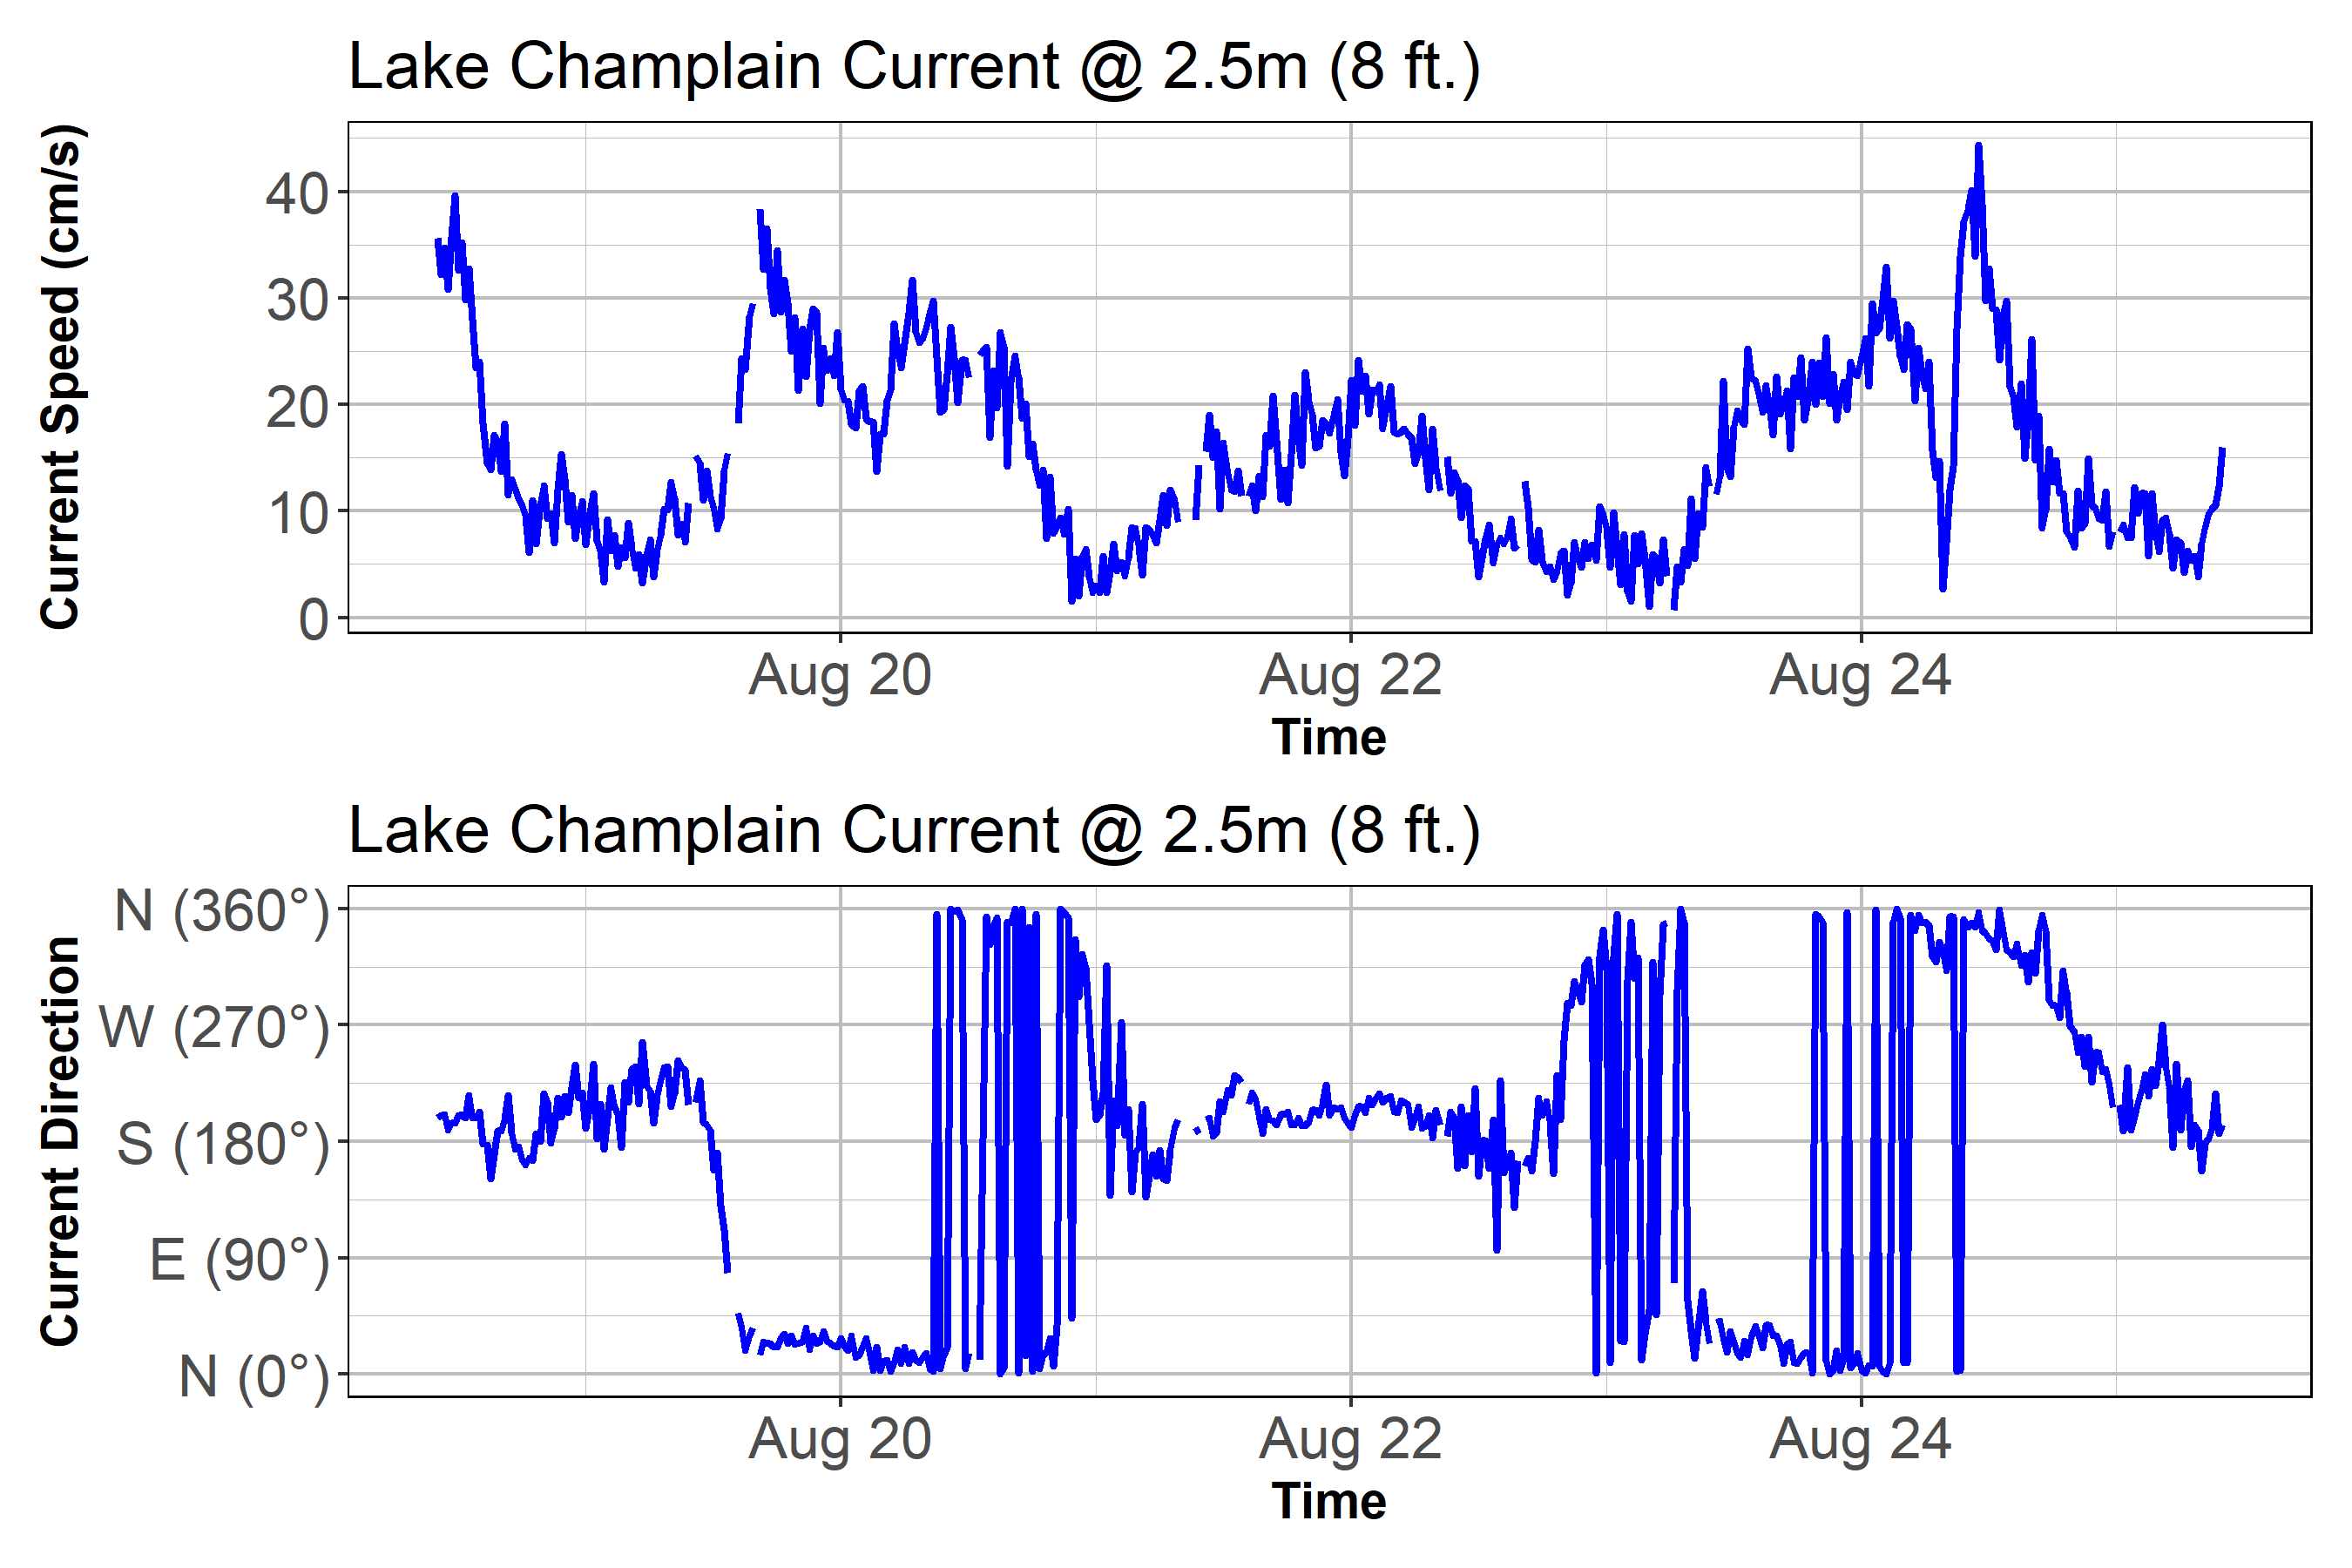 Lake Champlain Current @ 2.5m (8 ft.)
Current Speed (cm/s)
40
30
20
10
0
Aug 20 Aug 22 Aug 24
Time
Lake Champlain Current @ 2.5m (8 ft.)
Current Direction
N (360°)
W (270°)
S (180°)
E (90°)
N (0°)
Aug 20 Aug 22 Aug 24
Time